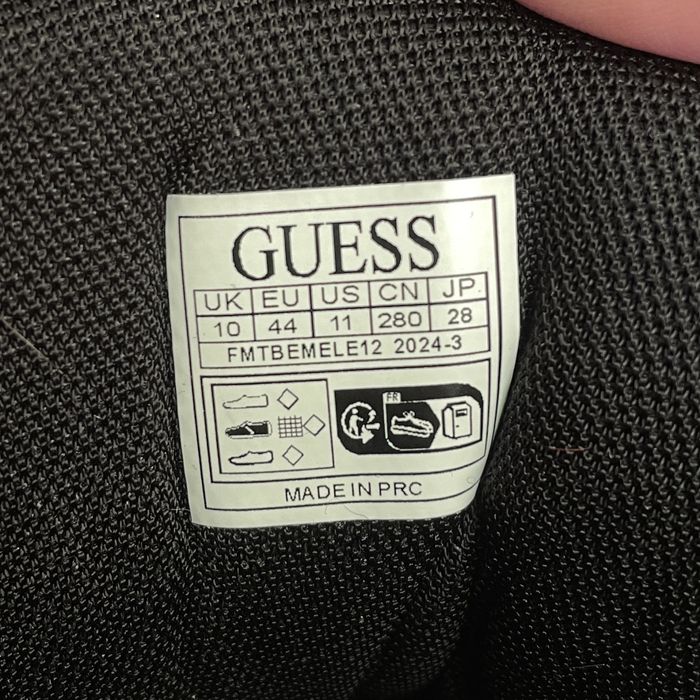 GUESS
UK EU US CN JP
10 44 11 280 28
FMTBEMELE12 2024-3
FR
MADE IN PRC